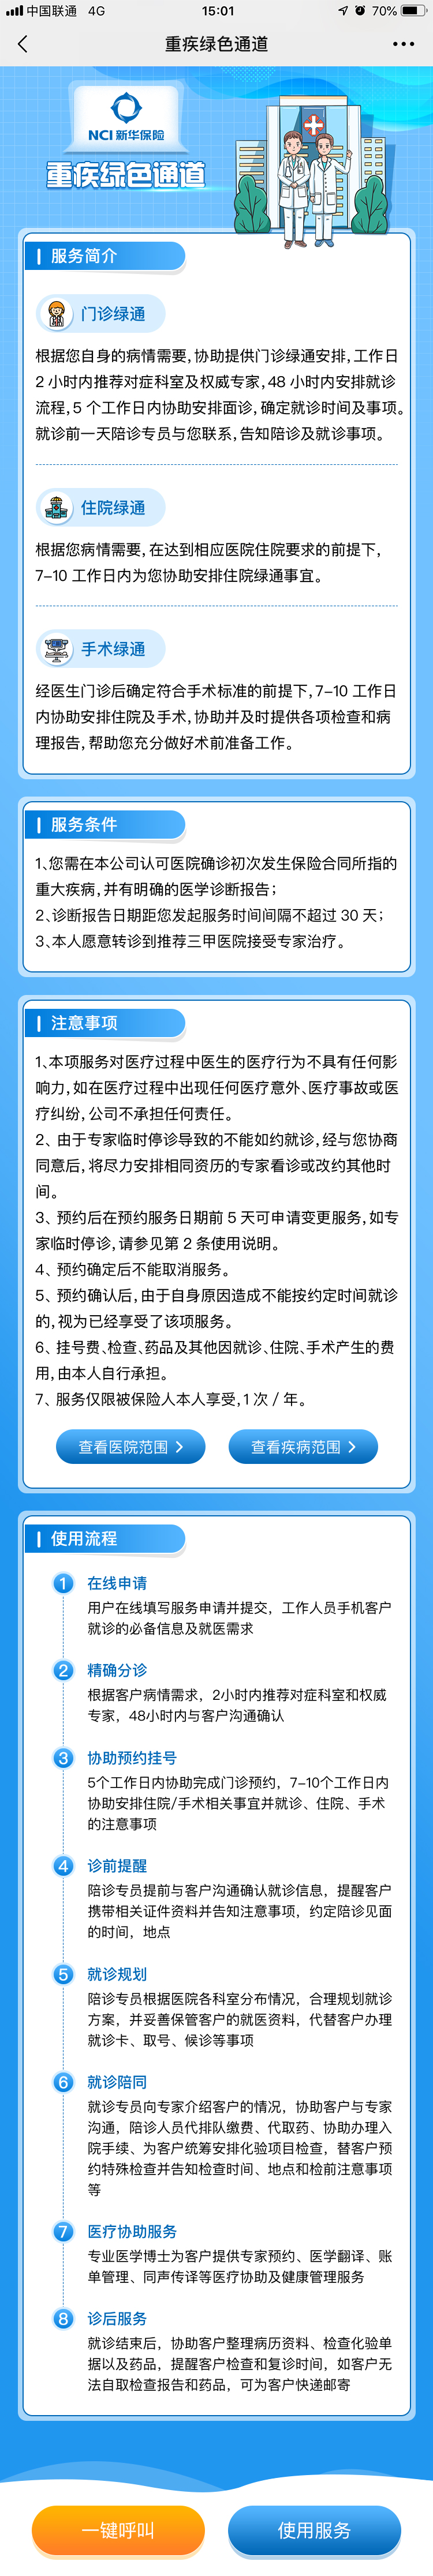 中国联通 4G 15:01 70%
重疾绿色通道
NCI 新华保险
重疾绿色通道
服务简介
门诊绿通
根据您自身的病情需要,协助提供门诊绿通安排,工作日
2 小时内推荐对症科室及权威专家,48 小时内安排就诊
流程,5 个工作日内协助安排面诊,确定就诊时间及事项。
就诊前一天陪诊专员与您联系,告知陪诊及就诊事项。
住院绿通
根据您病情需要,在达到相应医院住院要求的前提下,
7-10 工作日内为您协助安排住院绿通事宜。
手术绿通
经医生门诊后确定符合手术标准的前提下,7-10 工作日
内协助安排住院及手术,协助并及时提供各项检查和病
理报告,帮助您充分做好术前准备工作。
服务条件
1、您需在本公司认可医院确诊初次发生保险合同所指的
重大疾病,并有明确的医学诊断报告;
2、诊断报告日期距您发起服务时间间隔不超过 30 天;
3、本人愿意转诊到推荐三甲医院接受专家治疗。
注意事项
1、本项服务对医疗过程中医生的医疗行为不具有任何影
响力,如在医疗过程中出现任何医疗意外、医疗事故或医
疗纠纷,公司不承担任何责任。
2、 由于专家临时停诊导致的不能如约就诊,经与您协商
同意后,将尽力安排相同资历的专家看诊或改约其他时
间。
3、 预约后在预约服务日期前 5 天可申请变更服务,如专
家临时停诊,请参见第 2 条使用说明。
4、 预约确定后不能取消服务。
5、 预约确认后,由于自身原因造成不能按约定时间就诊
的,视为已经享受了该项服务。
6、 挂号费、检查、药品及其他因就诊、住院、手术产生的费
用,由本人自行承担。
7、 服务仅限被保险人本人享受,1 次 / 年。
查看医院范围 查看疾病范围
使用流程
1 在线申请
用户在线填写服务申请并提交，工作人员手机客户
就诊的必备信息及就医需求
2 精确分诊
根据客户病情需求，2小时内推荐对症科室和权威
专家，48小时内与客户沟通确认
3 协助预约挂号
5个工作日内协助完成门诊预约，7-10个工作日内
协助安排住院/手术相关事宜并就诊、住院、手术
的注意事项
4 诊前提醒
陪诊专员提前与客户沟通确认就诊信息，提醒客户
携带相关证件资料并告知注意事项，约定陪诊见面
的时间，地点
5 就诊规划
陪诊专员根据医院各科室分布情况，合理规划就诊
方案，并妥善保管客户的就医资料，代替客户办理
就诊卡、取号、候诊等事项
6 就诊陪同
就诊专员向专家介绍客户的情况，协助客户与专家
沟通，陪诊人员代排队缴费、代取药、协助办理入
院手续、为客户统筹安排化验项目检查，替客户预
约特殊检查并告知检查时间、地点和检前注意事项
等
7 医疗协助服务
专业医学博士为客户提供专家预约、医学翻译、账
单管理、同声传译等医疗协助及健康管理服务
8 诊后服务
就诊结束后，协助客户整理病历资料、检查化验单
据以及药品，提醒客户检查和复诊时间，如客户无
法自取检查报告和药品，可为客户快递邮寄
一键呼叫 使用服务